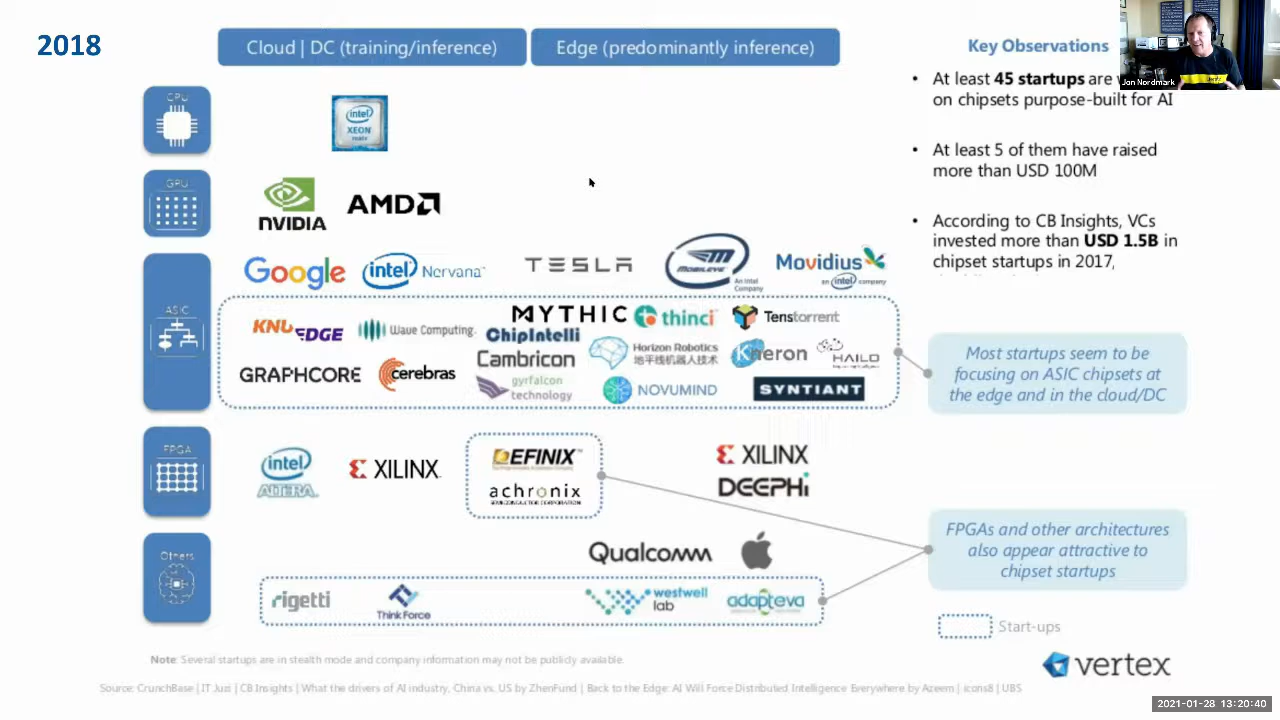 2018
Cloud | DC (training/inference)
Edge (predominantly inference)
Key Observations
Jon Nordmark
• At least 45 startups are
on chipsets purpose-built for AI
• At least 5 of them have raised
more than USD 100M
• According to CB Insights, VCs
invested more than USD 1.5B in
chipset startups in 2017,
CPU
intel
XEON
GPU
NVIDIA
AMD
ASIC
Google
intel Nervana
TESLA
MOBILEYE
An Intel
Company
Movidius
an intel company
KNUEDGE
Wave Computing
MYTHIC
ChipIntelli
thinci
Tenstorrent
GRAPHCORE
cerebras
Cambricon
gyrfalcon
technology
Horizon Robotics
地平线机器人技术
NOVUMIND
Kneron
HAILO
SYNTIANT
Most startups seem to be
focusing on ASIC chipsets at
the edge and in the cloud/DC
FPGA
intel
ALTERA
XILINX
EFINIX
achronix
SEMICONDUCTOR CORPORATION
XILINX
DEEPHi
FPGAs and other architectures
also appear attractive to
chipset startups
Others
Qualcomm
rigetti
ThinkForce
westwell
lab
adapteva
Start-ups
Note: Several startups are in stealth mode and company information may not be publicly available.
vertex
Source: CrunchBase | IT Juzi | CB Insights | What the drivers of AI industry, China vs. US by ZhenFund | Back to the Edge: AI Will Force Distributed Intelligence Everywhere by Azeem | icons8 | UBS
2021-01-28 13:20:40